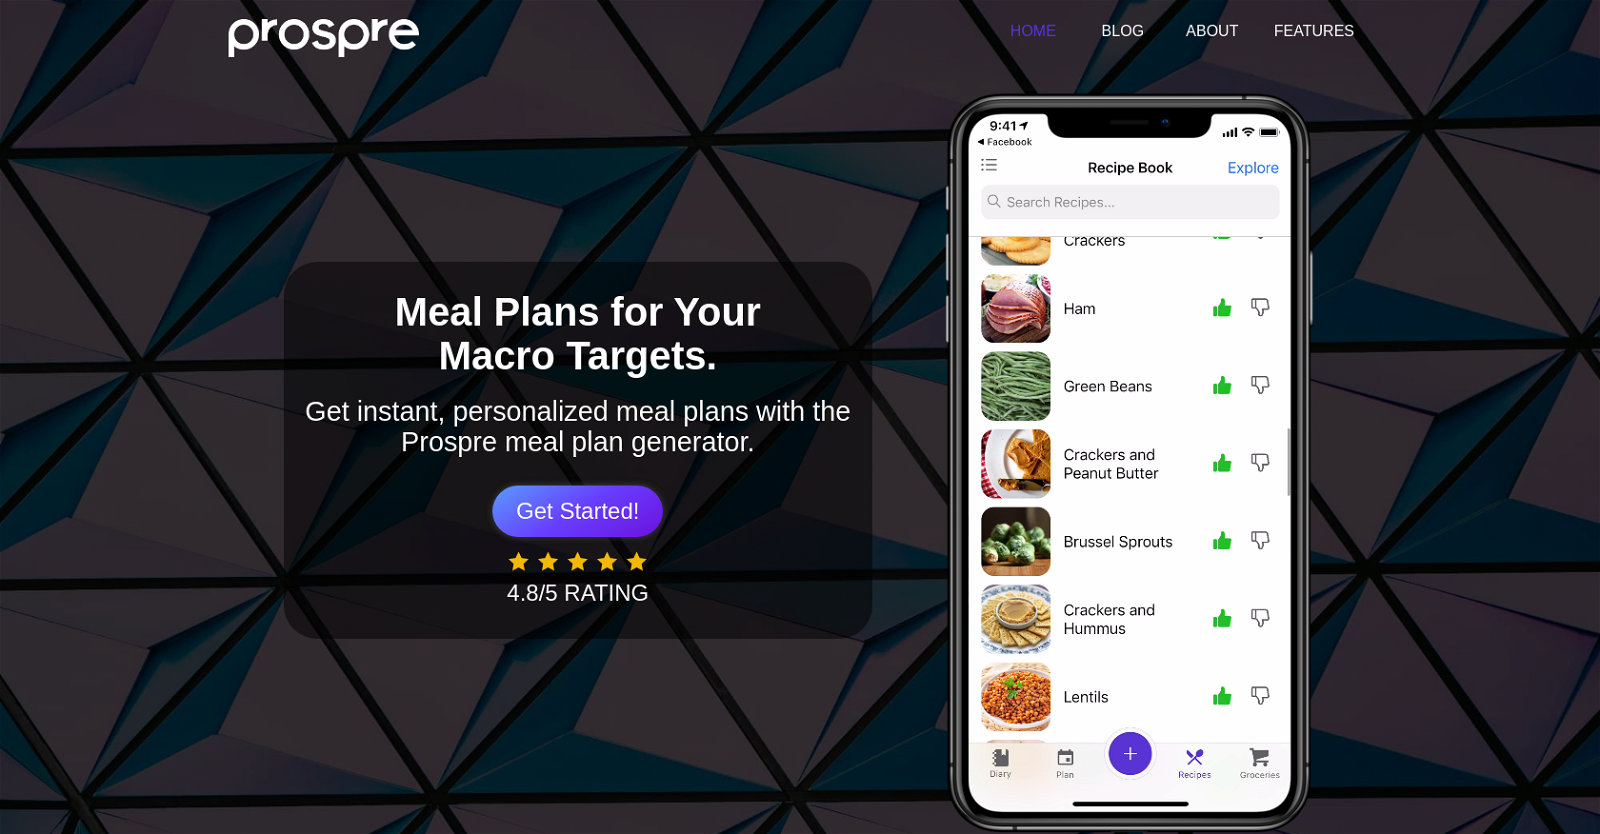 prospre
HOME BLOG ABOUT FEATURES
Meal Plans for Your
Macro Targets.
Get instant, personalized meal plans with the
Prospre meal plan generator.
Get Started!
4.8/5 RATING
9:41
Facebook
Recipe Book Explore
Search Recipes...
Crackers
Ham
Green Beans
Crackers and
Peanut Butter
Brussel Sprouts
Crackers and
Hummus
Lentils
Diary Plan Recipes Groceries